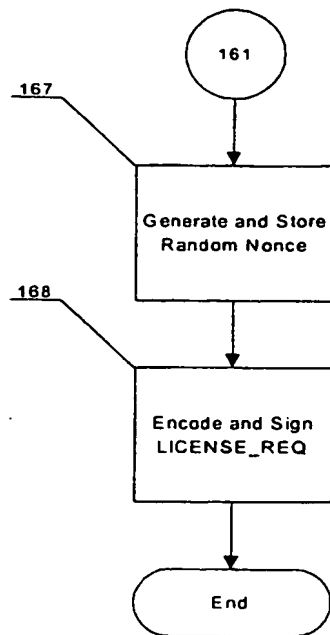 161
167
Generate and Store
Random Nonce
168
Encode and Sign
LICENSE_REQ
End